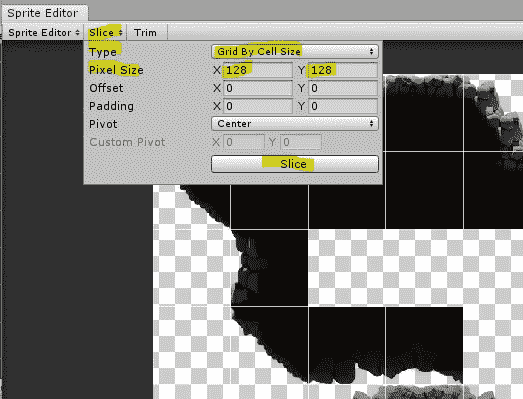 Sprite Editor
Sprite Editor Slice Trim
Type Grid By Cell Size
Pixel Size X 128 Y 128
Offset X 0 Y 0
Padding X 0 Y 0
Pivot Center
Custom Pivot X 0 Y 0
Slice